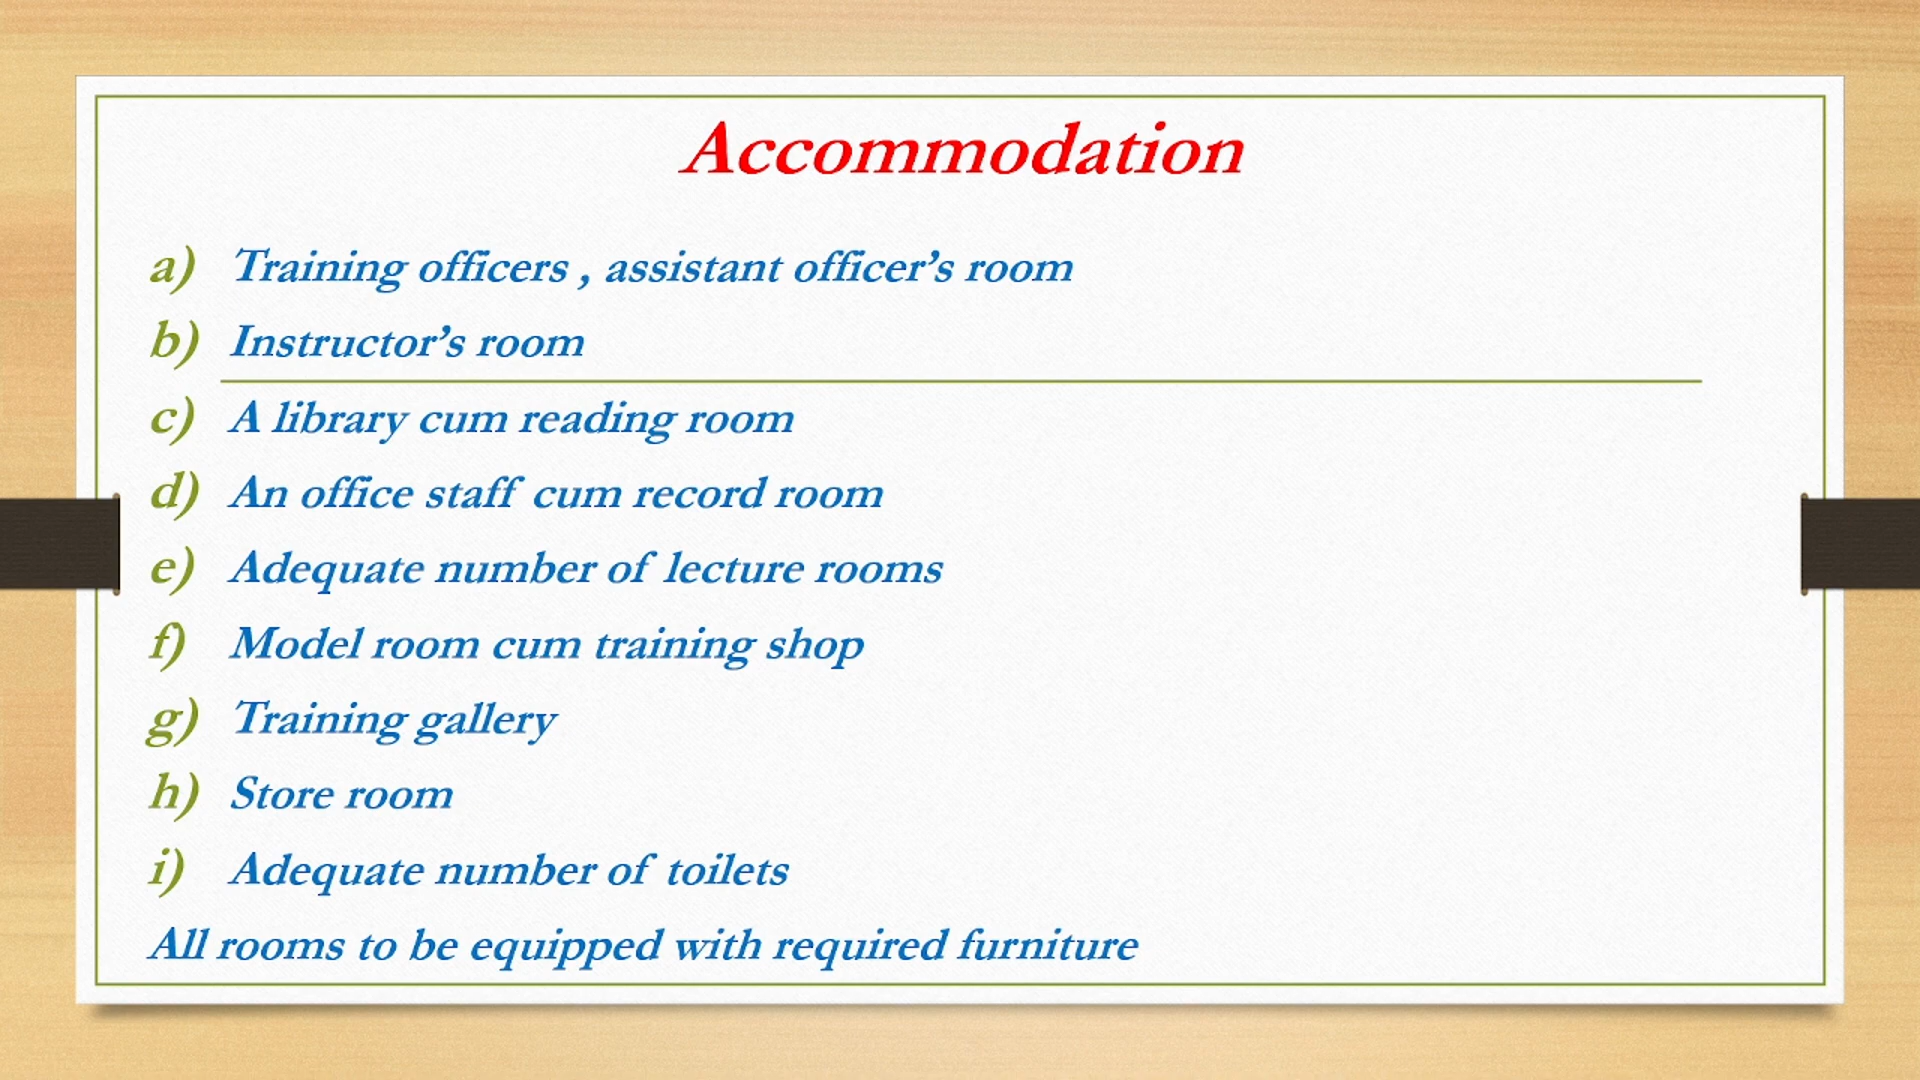 Accommodation
a) Training officers , assistant officer’s room
b) Instructor’s room
c) A library cum reading room
d) An office staff cum record room
e) Adequate number of lecture rooms
f) Model room cum training shop
g) Training gallery
h) Store room
i) Adequate number of toilets
All rooms to be equipped with required furniture